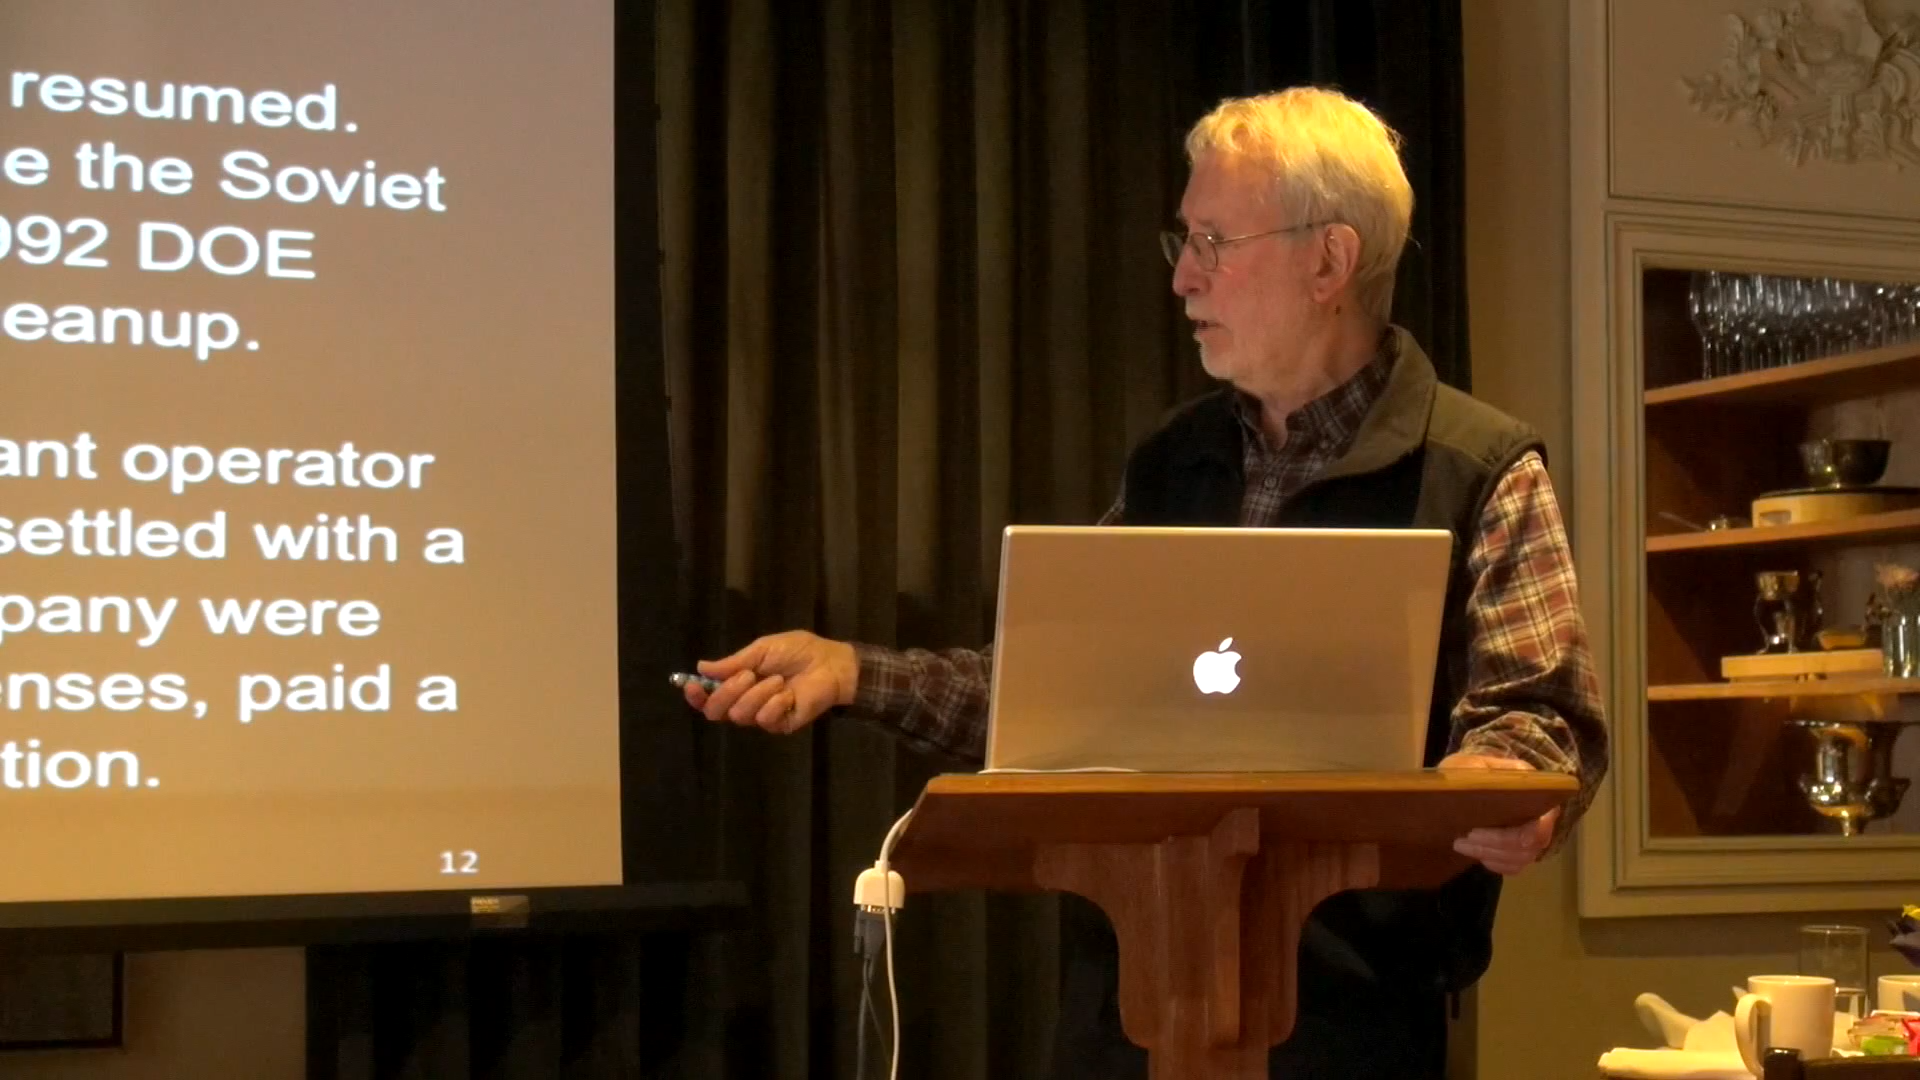 resumed.
e the Soviet
992 DOE
eanup.
ant operator
settled with a
pany were
enses, paid a
tion.
12